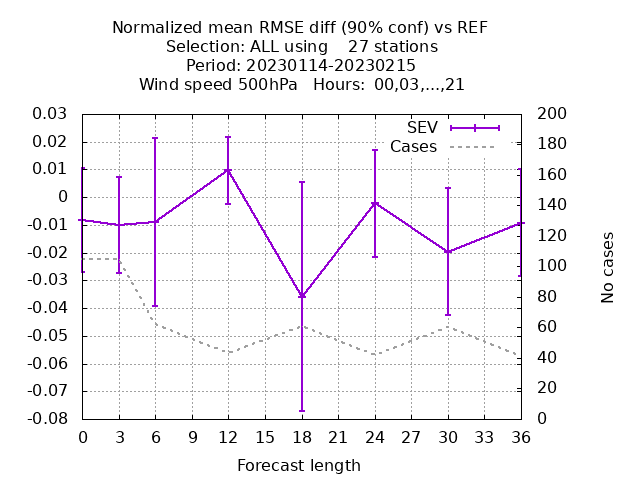 Normalized mean RMSE diff (90% conf) vs REF
Selection: ALL using    27 stations
Period: 20230114-20230215
Wind speed 500hPa   Hours:  00,03,...,21
SEV
Cases
0.03
0.02
0.01
0
-0.01
-0.02
-0.03
-0.04
-0.05
-0.06
-0.07
-0.08
200
180
160
140
120
100
80
60
40
20
0
No cases
0 3 6 9 12 15 18 21 24 27 30 33 36
Forecast length